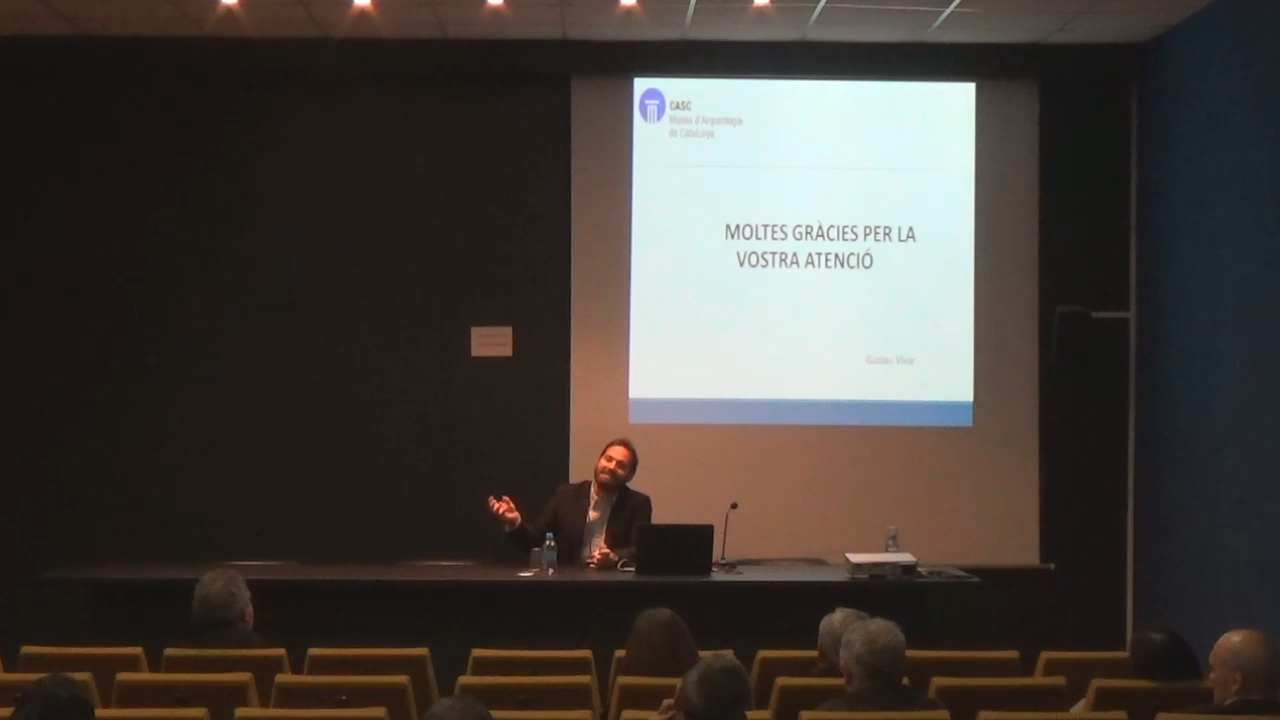 CASC
Museu d'Arqueologia
de Catalunya
MOLTES GRÀCIES PER LA
VOSTRA ATENCIÓ
Gustau Vivar